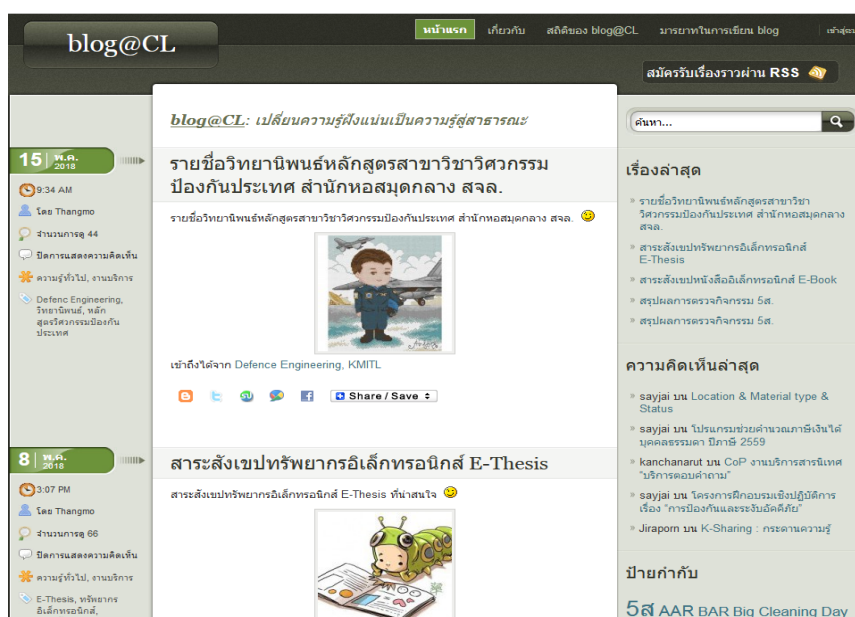 blog@CL
หน้าแรก เกี่ยวกับ สถิติของ blog@CL มารยาทในการเขียน blog
สมัครรับเรื่องราวผ่าน RSS
blog@CL: เปลี่ยนความรู้ฝังแน่นเป็นความรู้สู่สาธารณะ
15 พ.ค. 2018
9:34 AM
โดย Thangmo
จำนวนการดู 44
ปิดการแสดงความคิดเห็น
ความรู้ทั่วไป, งานบริการ
Defenc Engineering,
วิทยานิพนธ์, หลัก
สูตรวิศวกรรมป้องกัน
ประเทศ
รายชื่อวิทยานิพนธ์หลักสูตรสาขาวิชาวิศวกรรม
ป้องกันประเทศ สำนักหอสมุดกลาง สจล.
รายชื่อวิทยานิพนธ์หลักสูตรสาขาวิชาวิศวกรรมป้องกันประเทศ สำนักหอสมุดกลาง สจล.
เข้าถึงได้จาก Defence Engineering, KMITL
Share / Save
8 พ.ค. 2018
3:07 PM
โดย Thangmo
จำนวนการดู 66
ปิดการแสดงความคิดเห็น
ความรู้ทั่วไป, งานบริการ
E-Thesis, ทรัพยากร
อิเล็กทรอนิกส์,
สาระสังเขปทรัพยากรอิเล็กทรอนิกส์ E-Thesis
สาระสังเขปทรัพยากรอิเล็กทรอนิกส์ E-Thesis ที่น่าสนใจ
ค้นหา...
เรื่องล่าสุด
» รายชื่อวิทยานิพนธ์หลักสูตรสาขาวิชา
วิศวกรรมป้องกันประเทศ สำนักหอสมุดกลาง
สจล.
» สาระสังเขปทรัพยากรอิเล็กทรอนิกส์
E-Thesis
» สาระสังเขปหนังสืออิเล็กทรอนิกส์ E-Book
» สรุปผลการตรวจกิจกรรม 5ส.
» สรุปผลการตรวจกิจกรรม 5ส.
ความคิดเห็นล่าสุด
» sayjai บน Location & Material type &
Status
» sayjai บน โปรแกรมช่วยคำนวณภาษีเงินได้
บุคคลธรรมดา ปีภาษี 2559
» kanchanarut บน CoP งานบริการสารนิเทศ
"บริการตอบคำถาม"
» sayjai บน โครงการฝึกอบรมเชิงปฏิบัติการ
เรื่อง "การป้องกันและระงับอัคคีภัย"
» Jiraporn บน K-Sharing : กระดานความรู้
ป้ายกำกับ
5ส AAR BAR Big Cleaning Day